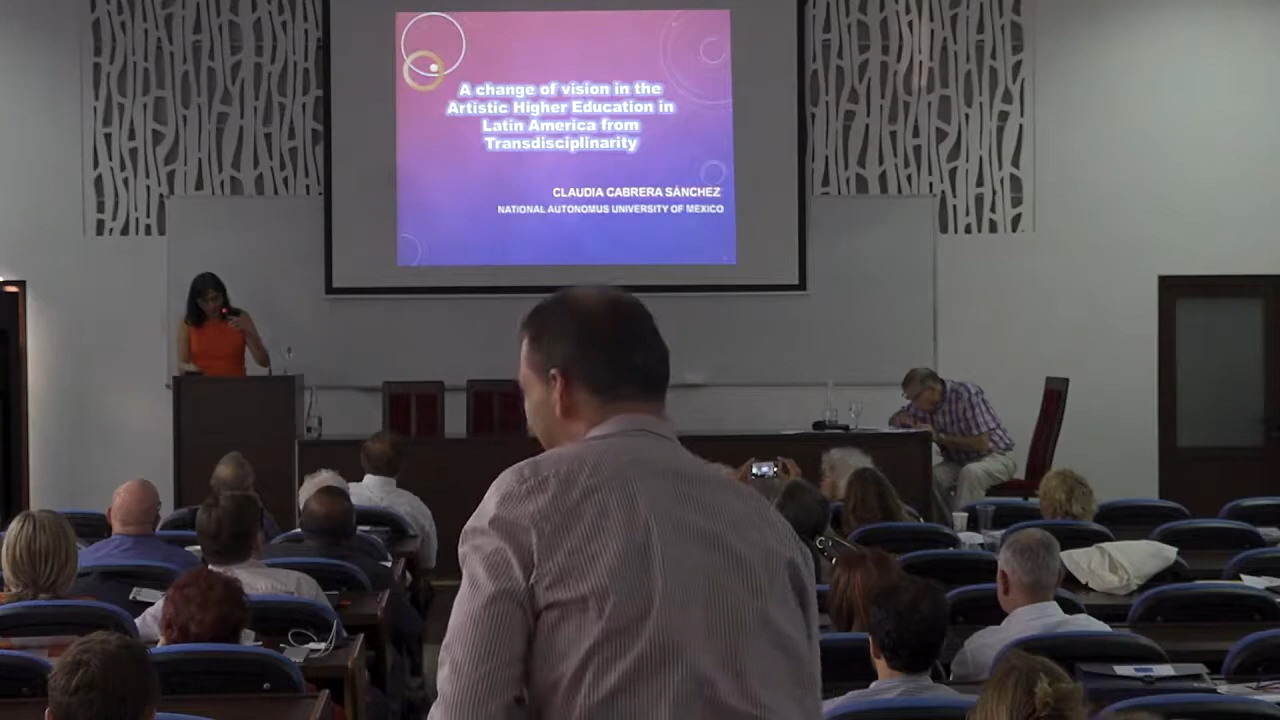 A change of vision in the
Artistic Higher Education in
Latin America from
Transdisciplinarity
CLAUDIA CABRERA SÁNCHEZ
NATIONAL AUTONOMUS UNIVERSITY OF MEXICO